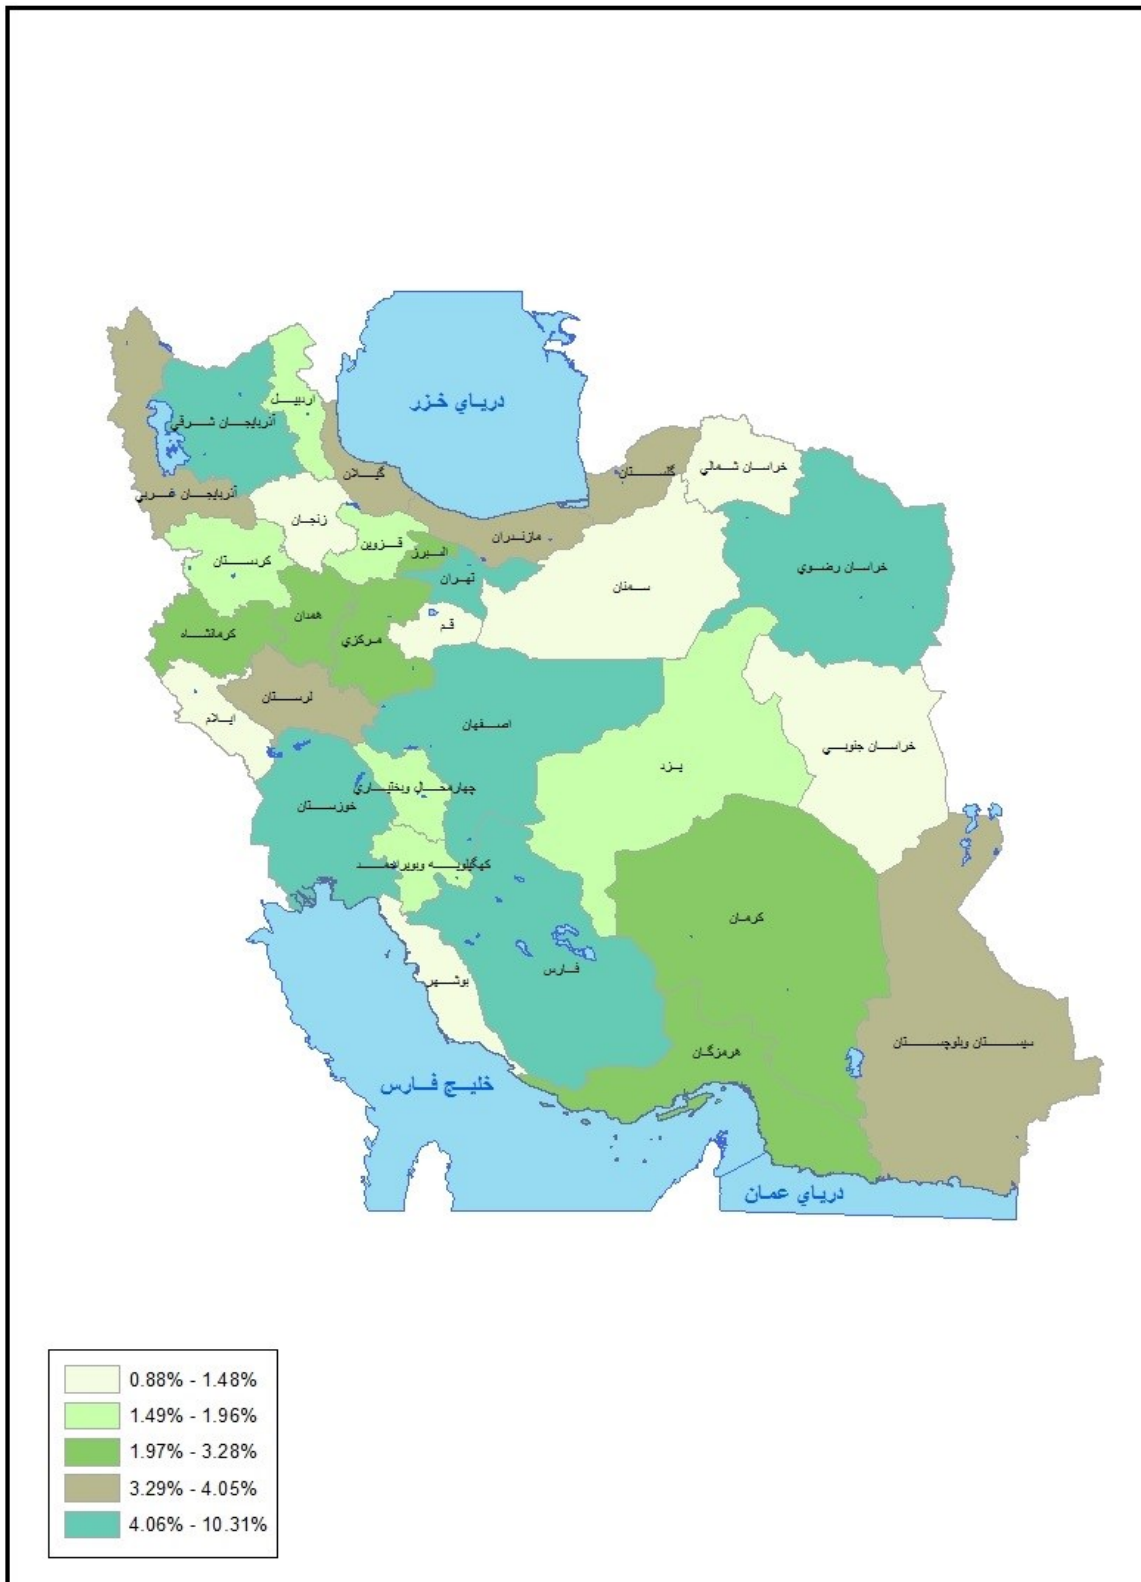 درياي خزر
اردبيل
آذربايجان شرقي
گيلان
گلستان
خراسان شمالي
آذربايجان غربي
زنجان
مازندران
قزوين
البرز
كردستان
تهران
خراسان رضوي
سمنان
همدان
قم
كرمانشاه
مركزي
لرستان
ايلام
اصفهان
خراسان جنوبي
يزد
چهارمحال وبختياري
خوزستان
كهگيلويه وبويراحمد
كرمان
فارس
بوشهر
سيستان وبلوچستان
هرمزگان
خليج فارس
درياي عمان
0.88% - 1.48%
1.49% - 1.96%
1.97% - 3.28%
3.29% - 4.05%
4.06% - 10.31%